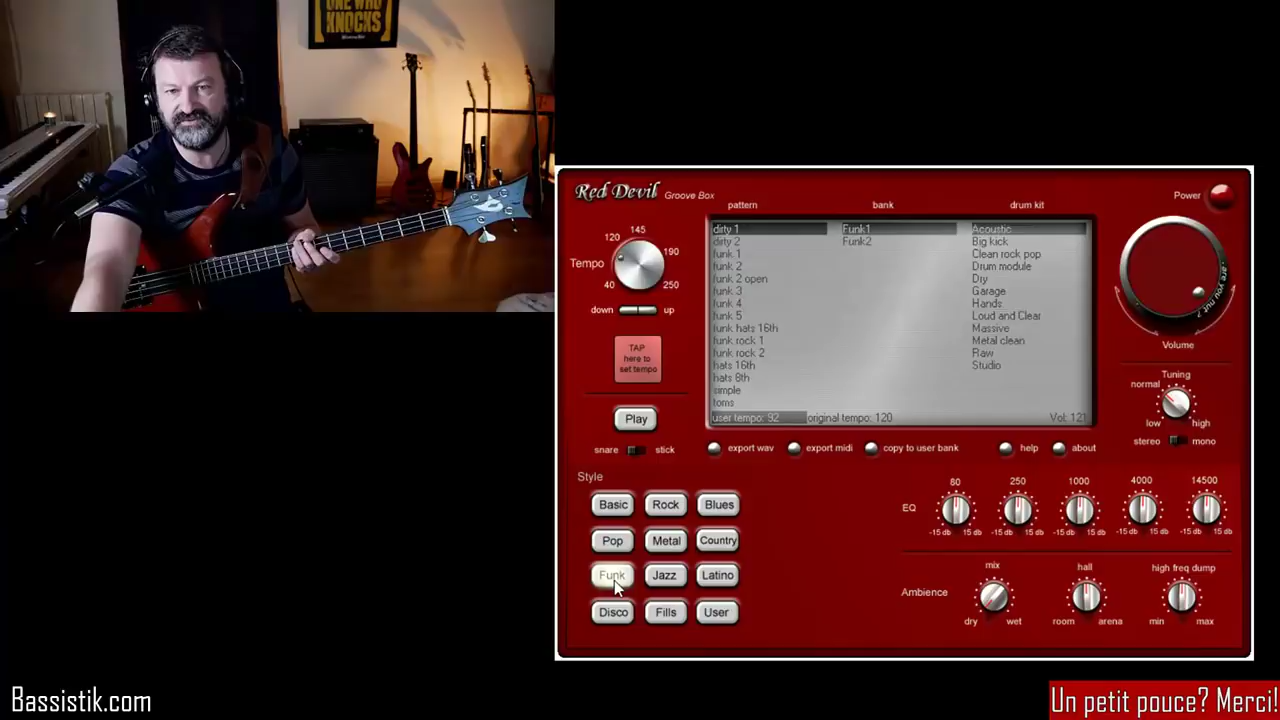 ONE WHO
KNOCKS
Red Devil Groove Box
Power
pattern bank drum kit
145
120 190
Tempo
40 250
down up
TAP
here to
set tempo
Play
snare stick
dirty 1 Funk1 Acoustic
dirty 2 Funk2 Big kick
funk 1 Clean rock pop
funk 2 Drum module
funk 2 open Dry
funk 3 Garage
funk 4 Hands
funk 5 Loud and Clear
funk hats 16th Massive
funk rock 1 Metal clean
funk rock 2 Raw
hats 16th Studio
hats 8th
simple
toms
user tempo: 92 original tempo: 120 Vol: 121
export wav export midi copy to user bank help about
are you nut ?
Volume
Tuning
normal
low high
stereo mono
Style
Basic Rock Blues
Pop Metal Country
Funk Jazz Latino
Disco Fills User
80 250 1000 4000 14500
EQ
-15 db 15 db -15 db 15 db -15 db 15 db -15 db 15 db -15 db 15 db
mix hall high freq dump
Ambience
dry wet room arena min max
Bassistik.com
Un petit pouce? Merci!